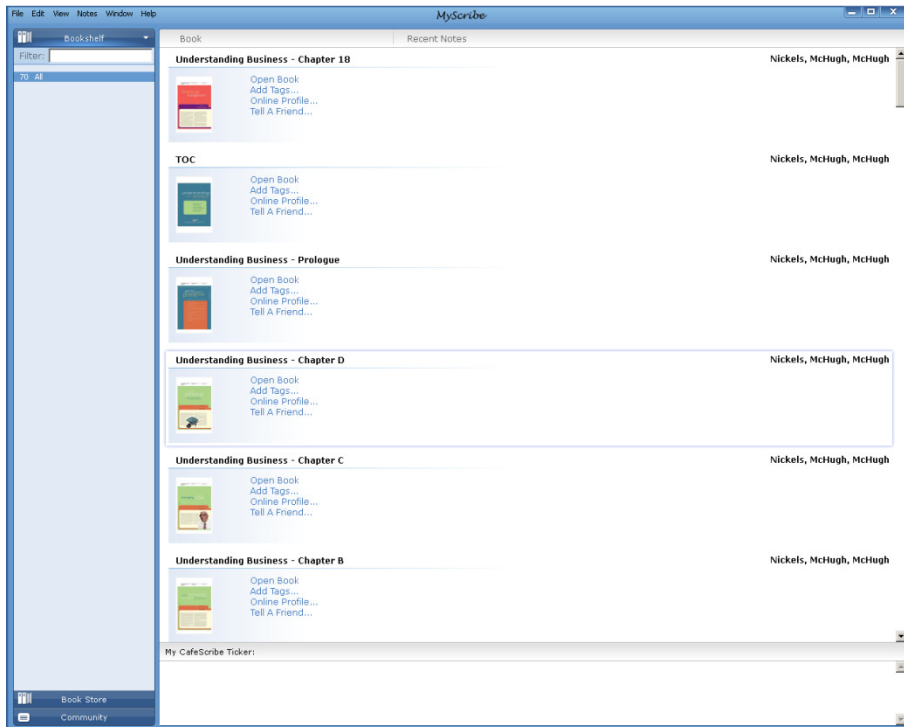 File Edit View Notes Window Help
MyScribe
Bookshelf
Book Recent Notes
Filter:
70 All
Understanding Business - Chapter 18 Nickels, McHugh, McHugh
Open Book
Add Tags...
Online Profile...
Tell A Friend...
TOC Nickels, McHugh, McHugh
Open Book
Add Tags...
Online Profile...
Tell A Friend...
Understanding Business - Prologue Nickels, McHugh, McHugh
Open Book
Add Tags...
Online Profile...
Tell A Friend...
Understanding Business - Chapter D Nickels, McHugh, McHugh
Open Book
Add Tags...
Online Profile...
Tell A Friend...
Understanding Business - Chapter C Nickels, McHugh, McHugh
Open Book
Add Tags...
Online Profile...
Tell A Friend...
Understanding Business - Chapter B Nickels, McHugh, McHugh
Open Book
Add Tags...
Online Profile...
Tell A Friend...
My CafeScribe Ticker:
Book Store
Community